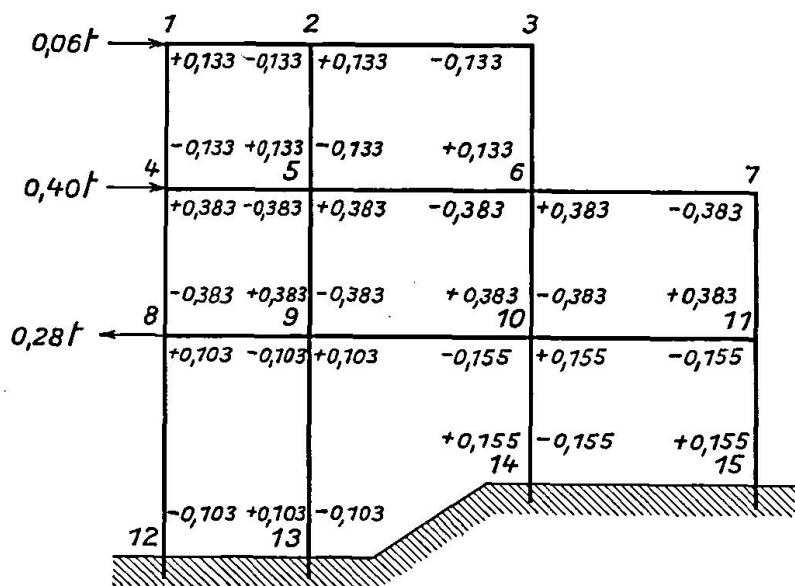 1 2 3
0,06t
+0,133 -0,133 +0,133 -0,133
-0,133 +0,133 -0,133 +0,133
4 5 6 7
0,40t
+0,383 -0,383 +0,383 -0,383 +0,383 -0,383
-0,383 +0,383 -0,383 +0,383 -0,383 +0,383
8 9 10 11
0,28t
+0,103 -0,103 +0,103 -0,155 +0,155 -0,155
+0,155 -0,155 +0,155
14 15
-0,103 +0,103 -0,103
12 13